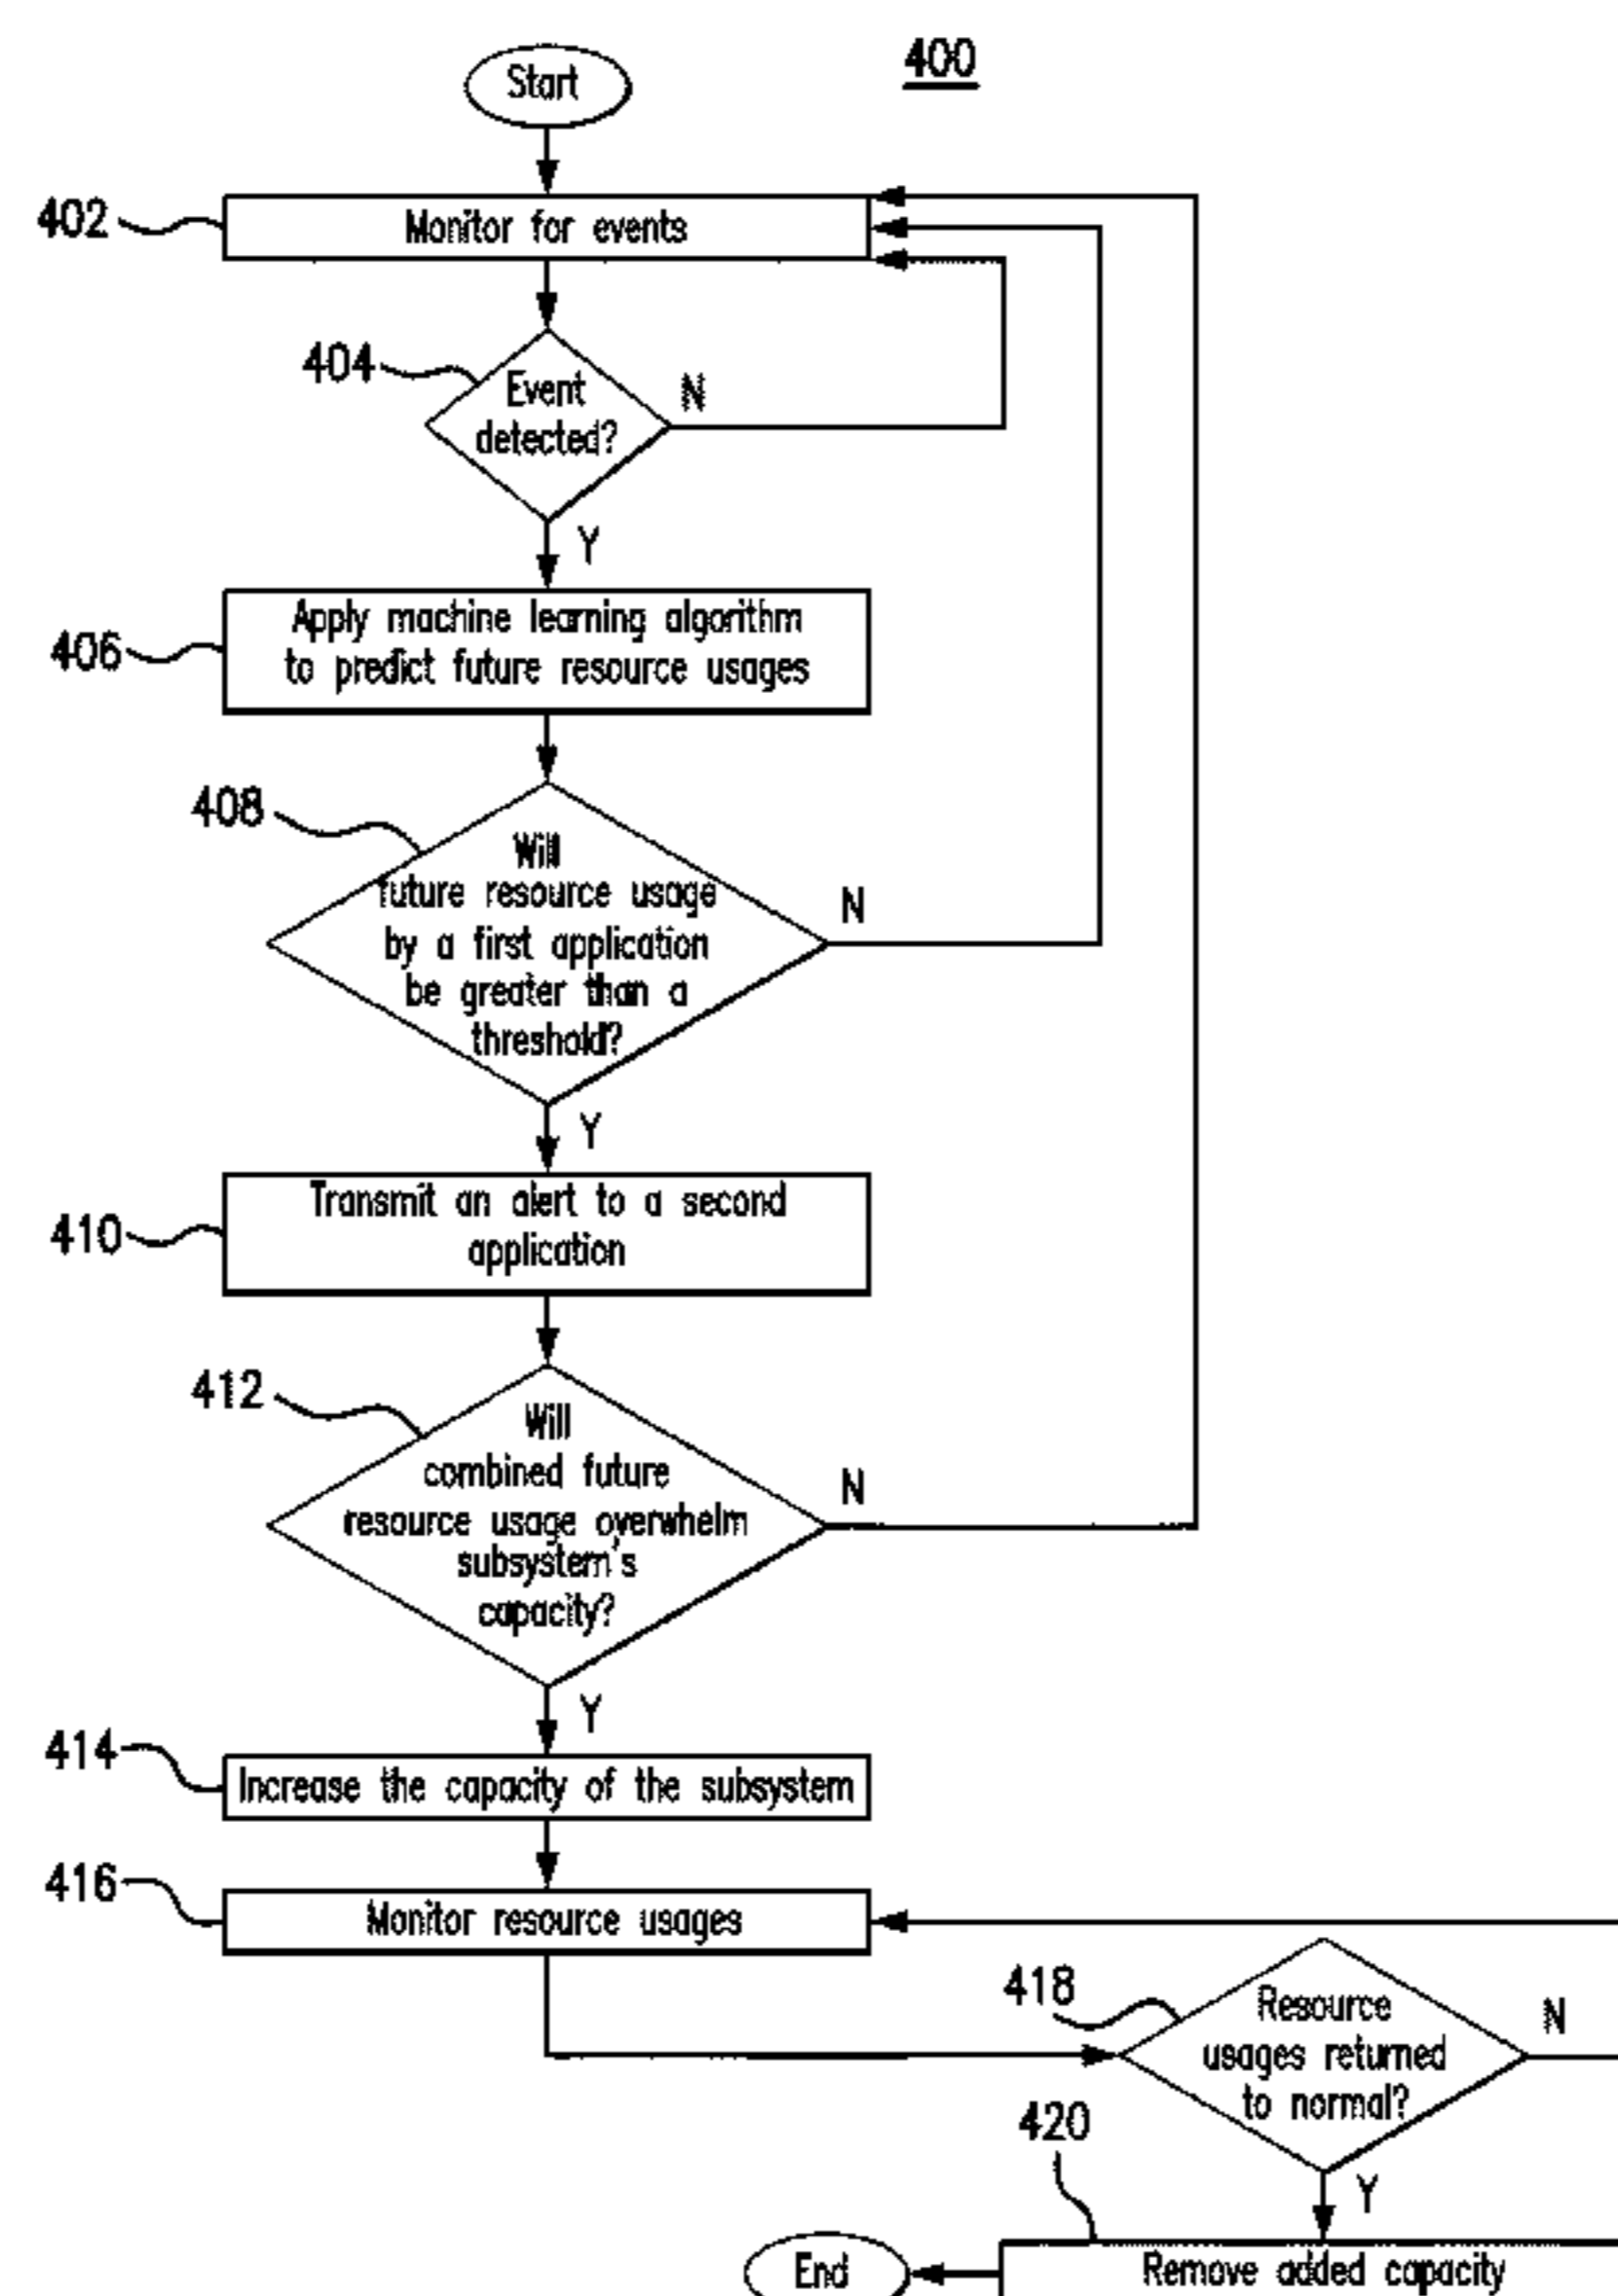 Start
400
402
Monitor for events
404
Event
detected?
N
Y
406
Apply machine learning algorithm
to predict future resource usages
408
Will
future resource usage
by a first application
be greater than a
threshold?
N
Y
410
Transmit an alert to a second
application
412
Will
combined future
resource usage overwhelm
subsystem's
capacity?
N
Y
414
Increase the capacity of the subsystem
416
Monitor resource usages
418
Resource
usages returned
to normal?
N
Y
420
Remove added capacity
End